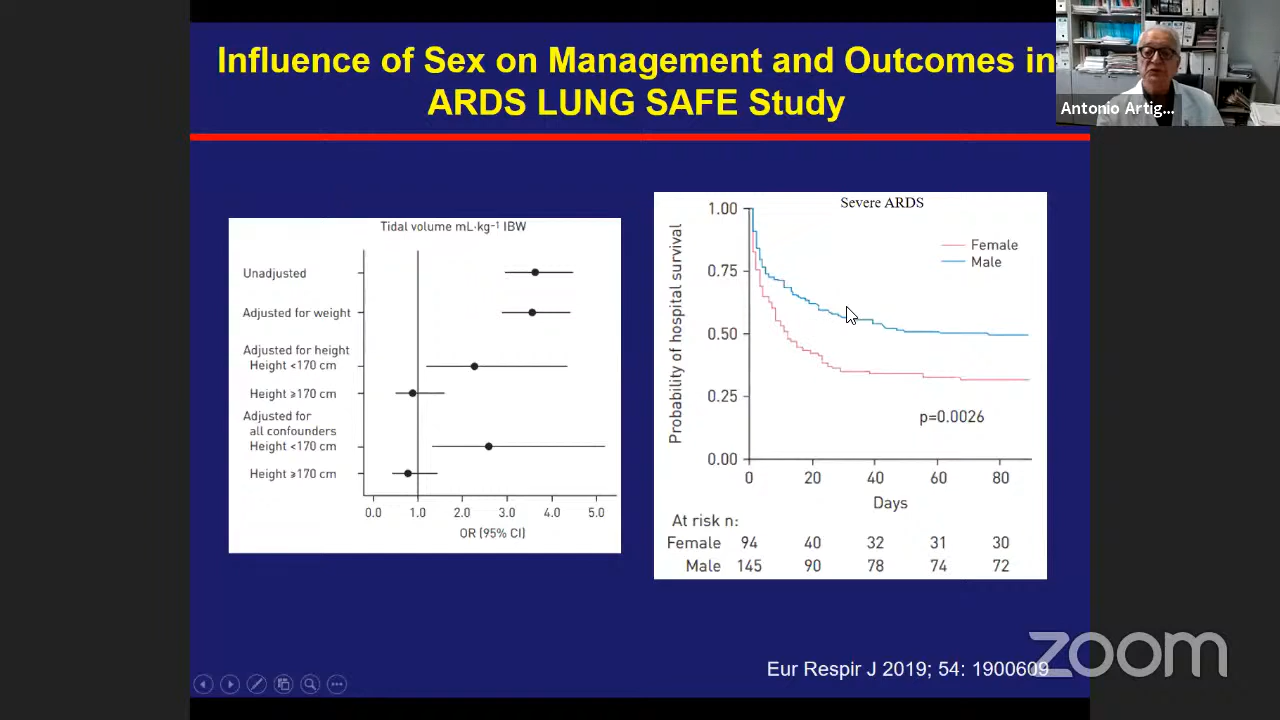 Influence of Sex on Management and Outcomes in
ARDS LUNG SAFE Study
Antonio Artig...
Tidal volume mL·kg⁻¹ IBW
Unadjusted
Adjusted for weight
Adjusted for height
Height <170 cm
Height ≥170 cm
Adjusted for
all confounders
Height <170 cm
Height ≥170 cm
0.0 1.0 2.0 3.0 4.0 5.0
OR (95% CI)
Severe ARDS
Female
Male
Probability of hospital survival
1.00
0.75
0.50
0.25
0.00
p=0.0026
0 20 40 60 80
Days
At risk n:
Female 94 40 32 31 30
Male 145 90 78 74 72
Eur Respir J 2019; 54: 1900609
zoom